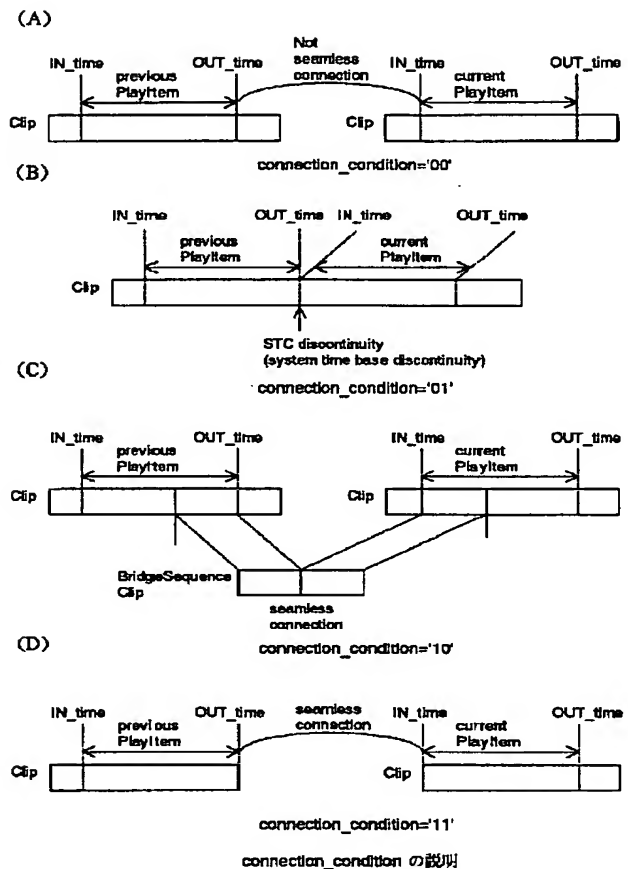 (A)
Not
seamless
connection
IN_time
OUT_time
IN_time
OUT_time
previous
PlayItem
current
PlayItem
Clip
Clip
connection_condition='00'
(B)
IN_time
OUT_time
IN_time
OUT_time
previous
PlayItem
current
PlayItem
Clip
STC discontinuity
(system time base discontinuity)
connection_condition='01'
(C)
IN_time
OUT_time
IN_time
OUT_time
previous
PlayItem
current
PlayItem
Clip
Clip
BridgeSequence
Clip
seamless
connection
connection_condition='10'
(D)
seamless
connection
IN_time
OUT_time
IN_time
OUT_time
previous
PlayItem
current
PlayItem
Clip
Clip
connection_condition='11'
connection_condition の説明